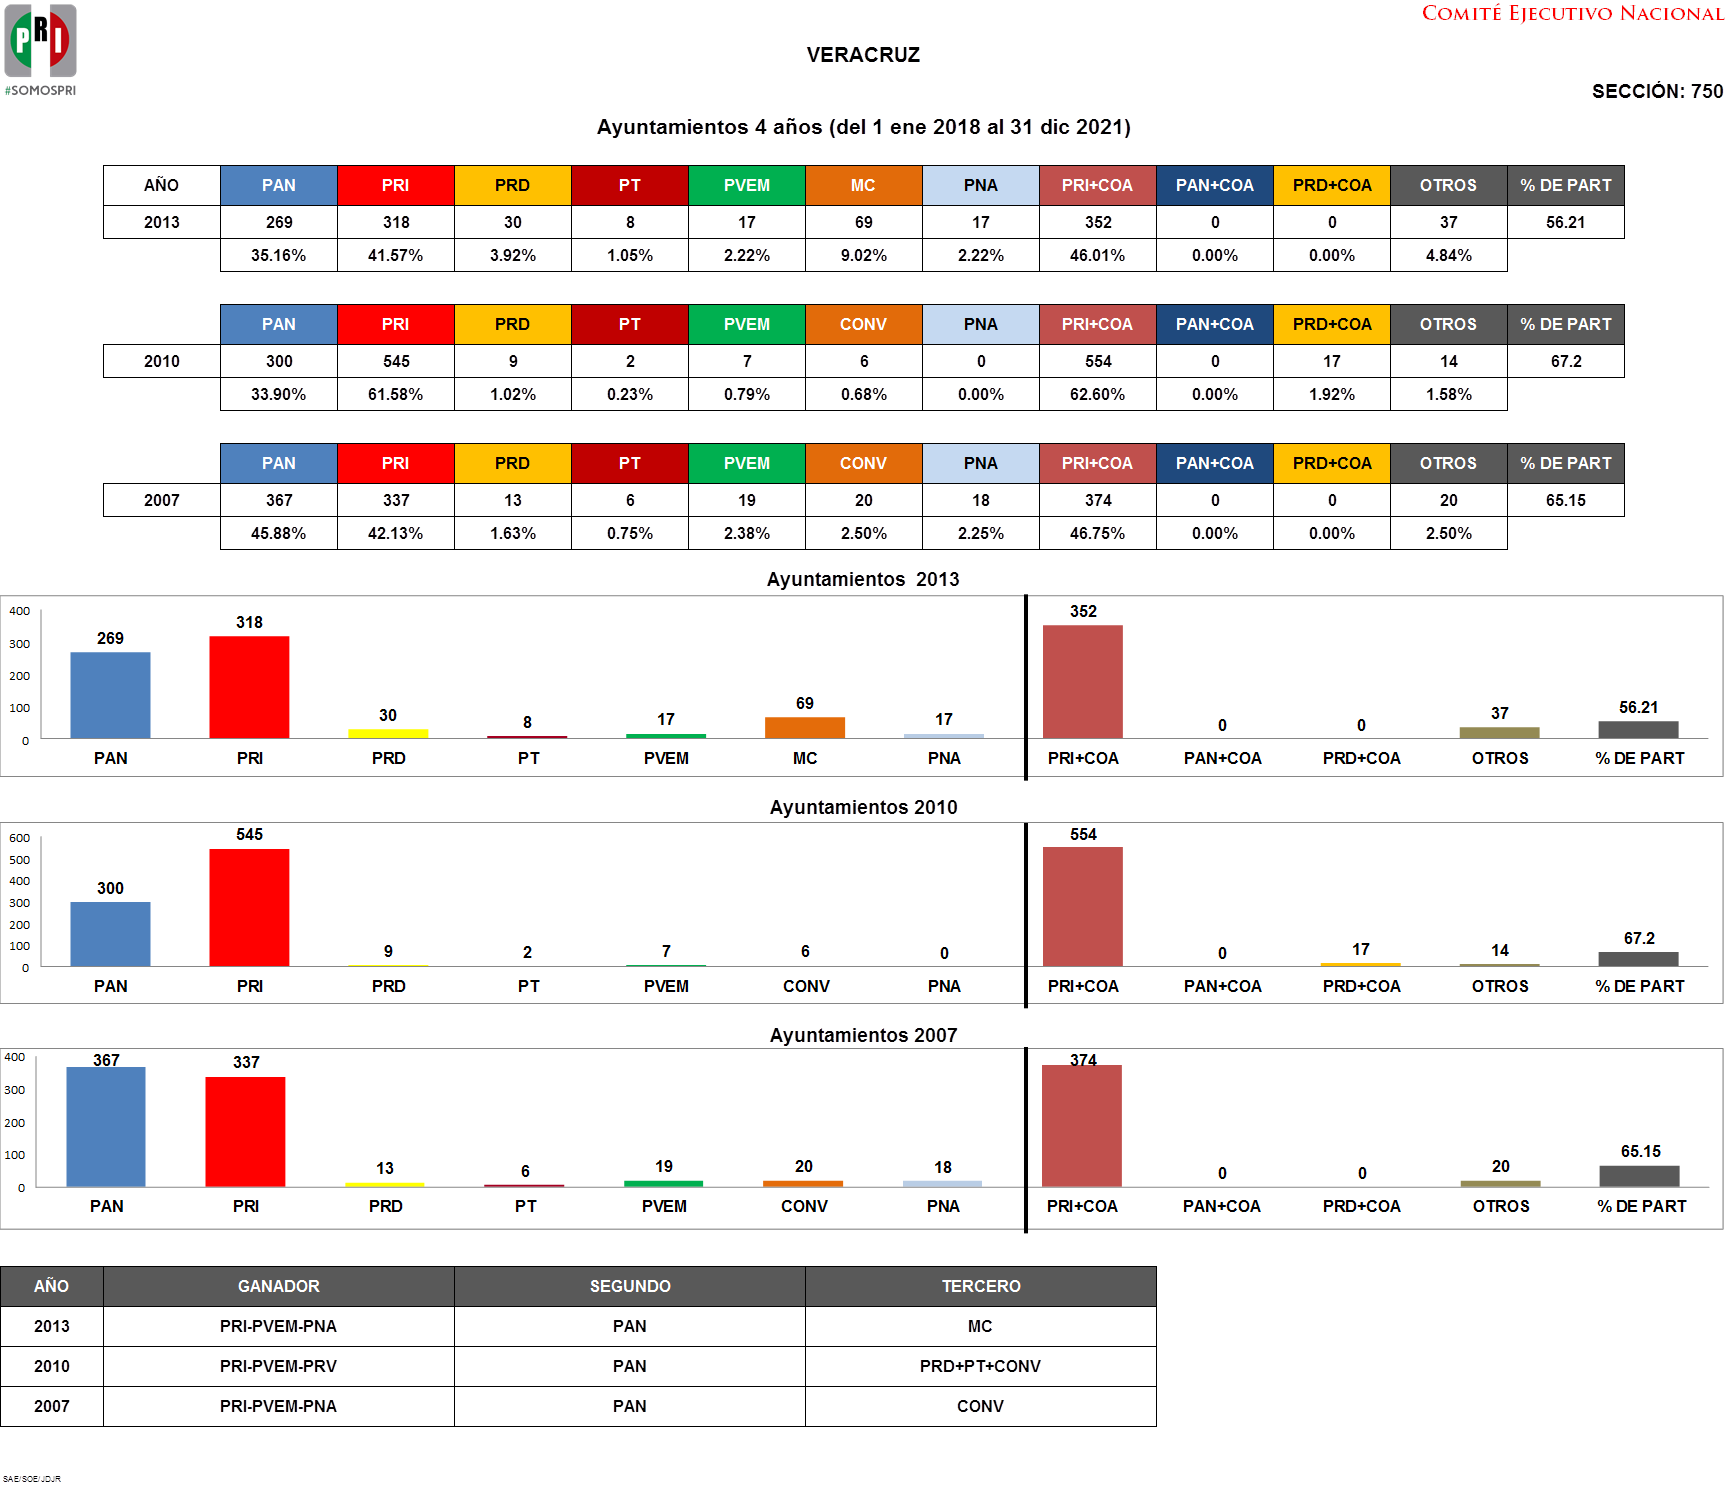 PRI
#SOMOSPRI
COMITÉ EJECUTIVO NACIONAL
VERACRUZ
SECCIÓN: 750
Ayuntamientos 4 años (del 1 ene 2018 al 31 dic 2021)
AÑO PAN PRI PRD PT PVEM MC PNA PRI+COA PAN+COA PRD+COA OTROS % DE PART
2013 269 318 30 8 17 69 17 352 0 0 37 56.21
35.16% 41.57% 3.92% 1.05% 2.22% 9.02% 2.22% 46.01% 0.00% 0.00% 4.84%
PAN PRI PRD PT PVEM CONV PNA PRI+COA PAN+COA PRD+COA OTROS % DE PART
2010 300 545 9 2 7 6 0 554 0 17 14 67.2
33.90% 61.58% 1.02% 0.23% 0.79% 0.68% 0.00% 62.60% 0.00% 1.92% 1.58%
PAN PRI PRD PT PVEM CONV PNA PRI+COA PAN+COA PRD+COA OTROS % DE PART
2007 367 337 13 6 19 20 18 374 0 0 20 65.15
45.88% 42.13% 1.63% 0.75% 2.38% 2.50% 2.25% 46.75% 0.00% 0.00% 2.50%
Ayuntamientos 2013
400
300
200
100
0
269 318 30 8 17 69 17 352 0 0 37 56.21
PAN PRI PRD PT PVEM MC PNA PRI+COA PAN+COA PRD+COA OTROS % DE PART
Ayuntamientos 2010
600
500
400
300
200
100
0
300 545 9 2 7 6 0 554 0 17 14 67.2
PAN PRI PRD PT PVEM CONV PNA PRI+COA PAN+COA PRD+COA OTROS % DE PART
Ayuntamientos 2007
400
300
200
100
0
367 337 13 6 19 20 18 374 0 0 20 65.15
PAN PRI PRD PT PVEM CONV PNA PRI+COA PAN+COA PRD+COA OTROS % DE PART
AÑO GANADOR SEGUNDO TERCERO
2013 PRI-PVEM-PNA PAN MC
2010 PRI-PVEM-PRV PAN PRD+PT+CONV
2007 PRI-PVEM-PNA PAN CONV
SAE/SOE/JDJR